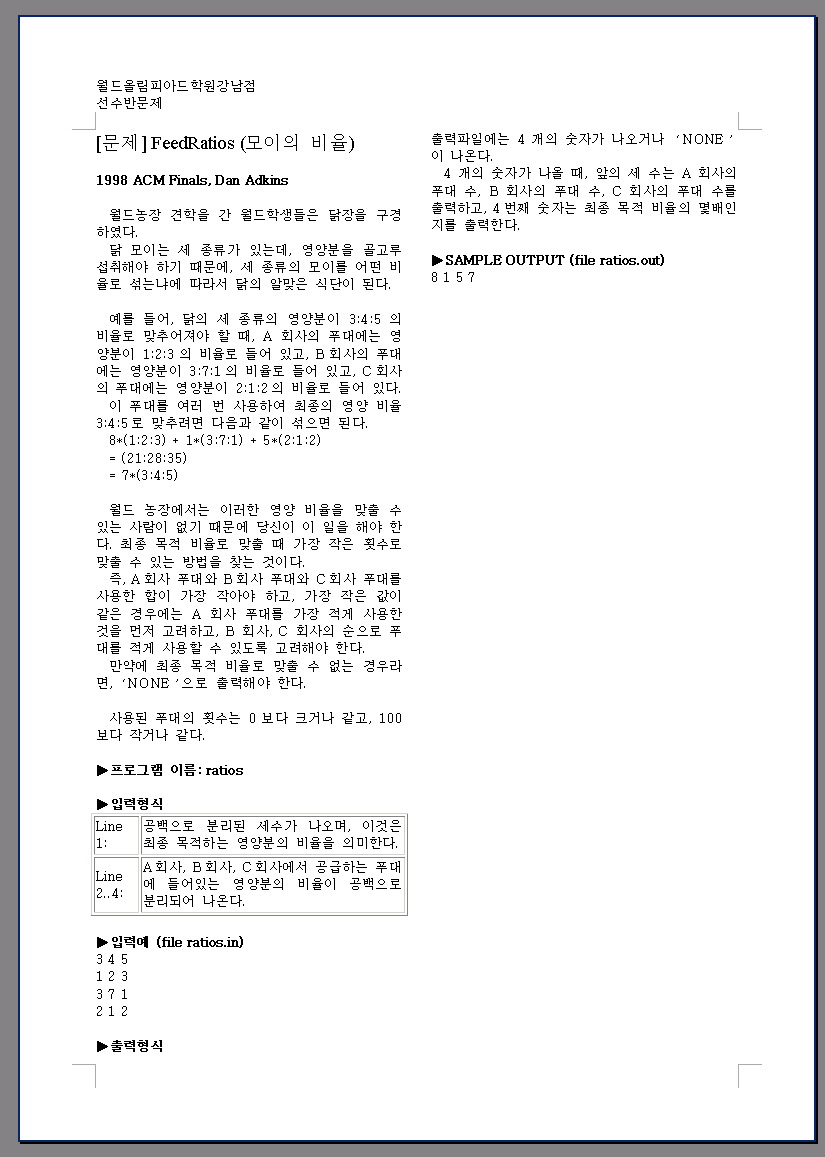 월드올림피아드학원강남점
선수반문제
[문제] FeedRatios (모이의 비율)
1998 ACM Finals, Dan Adkins
월드농장 견학을 간 월드학생들은 닭장을 구경
하였다.
닭 모이는 세 종류가 있는데, 영양분을 골고루
섭취해야 하기 때문에, 세 종류의 모이를 어떤 비
율로 섞는냐에 따라서 닭의 알맞은 식단이 된다.
예를 들어, 닭의 세 종류의 영양분이 3:4:5 의
비율로 맞추어져야 할 때, A 회사의 푸대에는 영
양분이 1:2:3 의 비율로 들어 있고, B 회사의 푸대
에는 영양분이 3:7:1 의 비율로 들어 있고, C 회사
의 푸대에는 영양분이 2:1:2 의 비율로 들어 있다.
이 푸대를 여러 번 사용하여 최종의 영양 비율
3:4:5 로 맞추려면 다음과 같이 섞으면 된다.
8*(1:2:3) + 1*(3:7:1) + 5*(2:1:2)
= (21:28:35)
= 7*(3:4:5)
월드 농장에서는 이러한 영양 비율을 맞출 수
있는 사람이 없기 때문에 당신이 이 일을 해야 한
다. 최종 목적 비율로 맞출 때 가장 작은 횟수로
맞출 수 있는 방법을 찾는 것이다.
즉, A 회사 푸대와 B 회사 푸대와 C 회사 푸대를
사용한 합이 가장 작아야 하고, 가장 작은 값이
같은 경우에는 A 회사 푸대를 가장 적게 사용한
것을 먼저 고려하고, B 회사, C 회사의 순으로 푸
대를 적게 사용할 수 있도록 고려해야 한다.
만약에 최종 목적 비율로 맞출 수 없는 경우라
면, ‘NONE ’으로 출력해야 한다.
사용된 푸대의 횟수는 0 보다 크거나 같고, 100
보다 작거나 같다.
▶프로그램 이름: ratios
▶입력형식
Line 1: 공백으로 분리된 세수가 나오며, 이것은
최종 목적하는 영양분의 비율을 의미한다.
Line 2..4: A 회사, B 회사, C 회사에서 공급하는 푸대
에 들어있는 영양분의 비율이 공백으로
분리되어 나온다.
▶입력예 (file ratios.in)
3 4 5
1 2 3
3 7 1
2 1 2
▶출력형식
출력파일에는 4 개의 숫자가 나오거나 ‘NONE ’
이 나온다.
4 개의 숫자가 나올 때, 앞의 세 수는 A 회사의
푸대 수, B 회사의 푸대 수, C 회사의 푸대 수를
출력하고, 4 번째 숫자는 최종 목적 비율의 몇배인
지를 출력한다.
▶SAMPLE OUTPUT (file ratios.out)
8 1 5 7